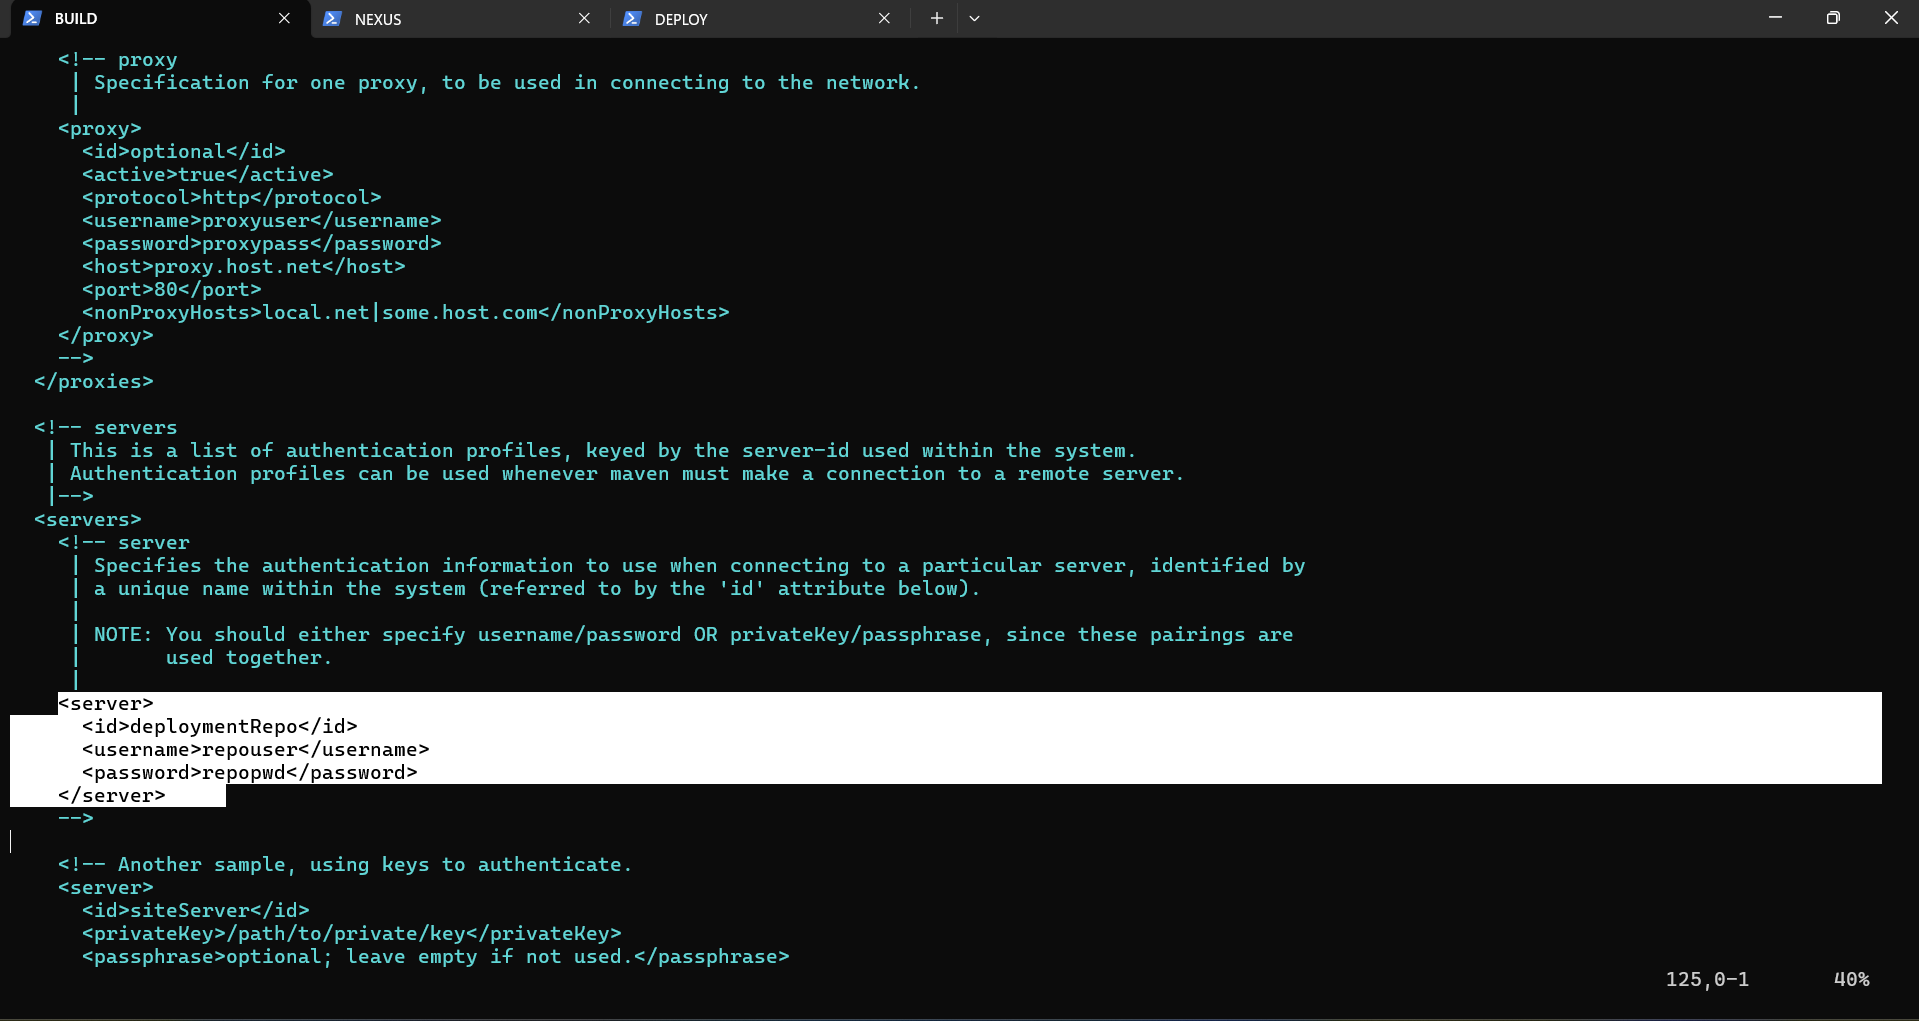 BUILD
NEXUS
DEPLOY
<!-- proxy
| Specification for one proxy, to be used in connecting to the network.
|
<proxy>
<id>optional</id>
<active>true</active>
<protocol>http</protocol>
<username>proxyuser</username>
<password>proxypass</password>
<host>proxy.host.net</host>
<port>80</port>
<nonProxyHosts>local.net|some.host.com</nonProxyHosts>
</proxy>
-->
</proxies>
<!-- servers
| This is a list of authentication profiles, keyed by the server-id used within the system.
| Authentication profiles can be used whenever maven must make a connection to a remote server.
|-->
<servers>
<!-- server
| Specifies the authentication information to use when connecting to a particular server, identified by
| a unique name within the system (referred to by the 'id' attribute below).
|
| NOTE: You should either specify username/password OR privateKey/passphrase, since these pairings are
| used together.
|
<server>
<id>deploymentRepo</id>
<username>repouser</username>
<password>repopwd</password>
</server>
-->
<!-- Another sample, using keys to authenticate.
<server>
<id>siteServer</id>
<privateKey>/path/to/private/key</privateKey>
<passphrase>optional; leave empty if not used.</passphrase>
125,0-1 40%